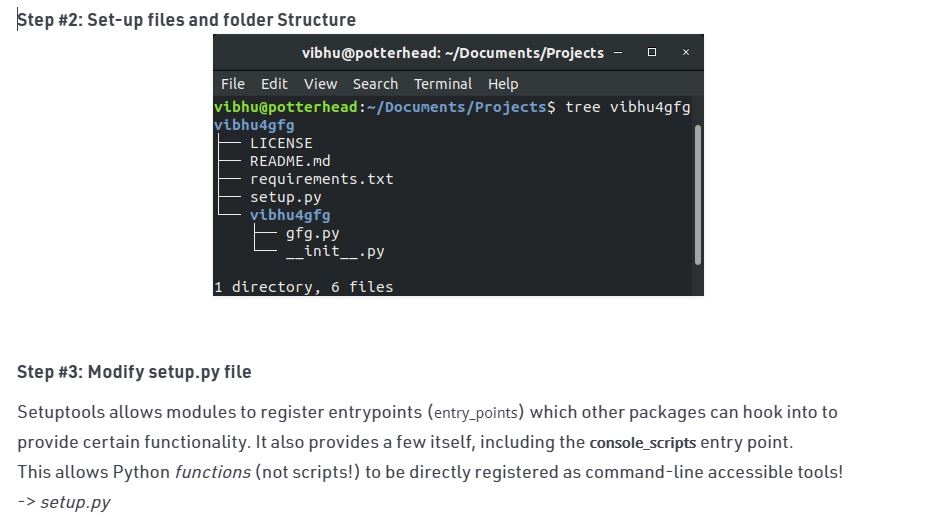 Step #2: Set-up files and folder Structure
vibhu@potterhead: ~/Documents/Projects
File Edit View Search Terminal Help
vibhu@potterhead:~/Documents/Projects$ tree vibhu4gfg
vibhu4gfg
├── LICENSE
├── README.md
├── requirements.txt
├── setup.py
└── vibhu4gfg
    ├── gfg.py
    └── __init__.py
1 directory, 6 files
Step #3: Modify setup.py file
Setuptools allows modules to register entrypoints (entry_points) which other packages can hook into to
provide certain functionality. It also provides a few itself, including the console_scripts entry point.
This allows Python functions (not scripts!) to be directly registered as command-line accessible tools!
-> setup.py